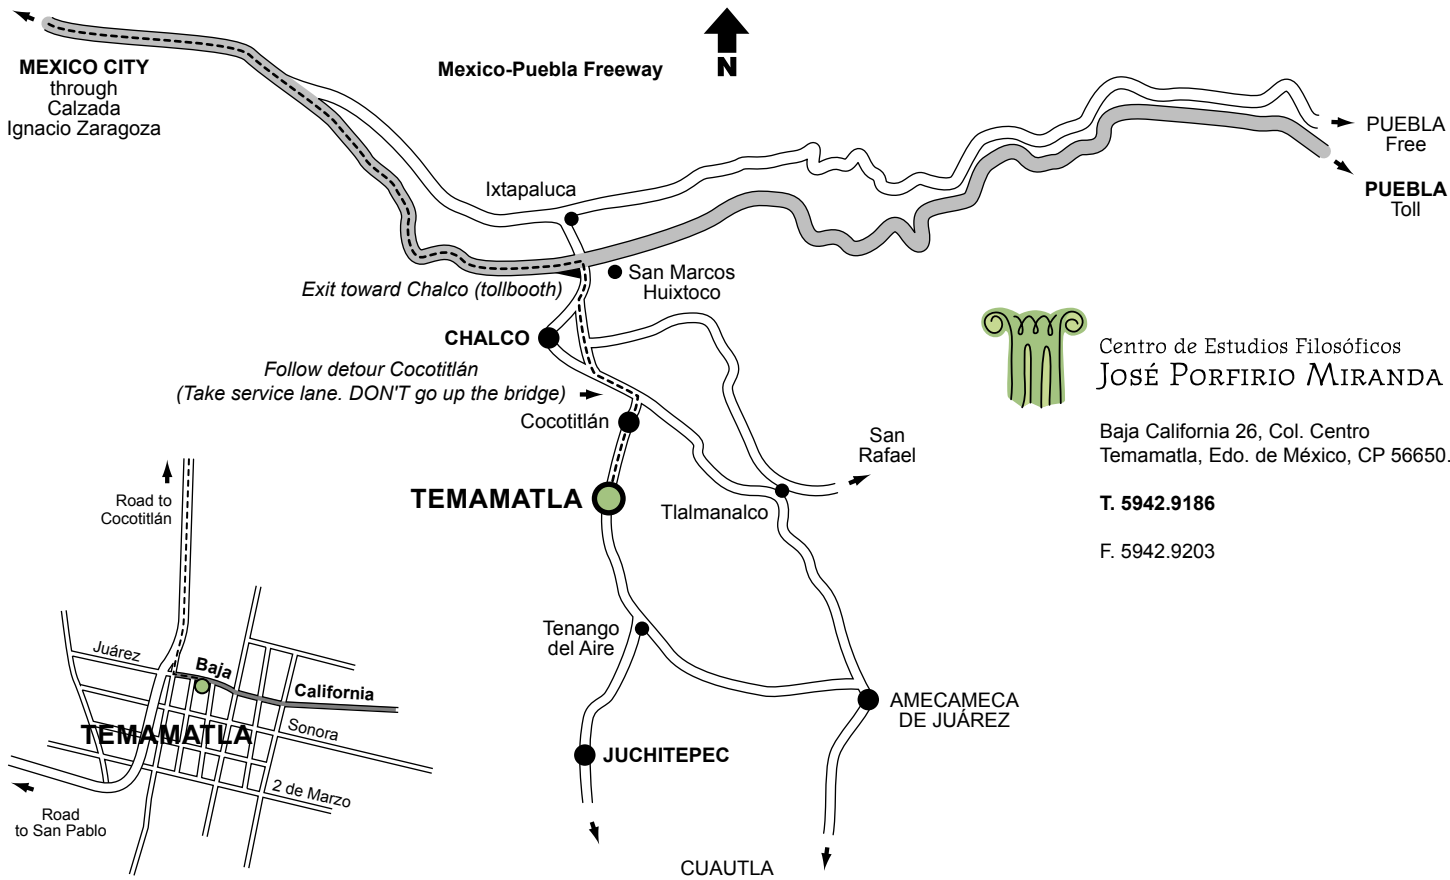 MEXICO CITY
through
Calzada
Ignacio Zaragoza
Mexico-Puebla Freeway
N
PUEBLA
Free
PUEBLA
Toll
Ixtapaluca
San Marcos
Huixtoco
Exit toward Chalco (tollbooth)
CHALCO
Follow detour Cocotitlán
(Take service lane. DON'T go up the bridge)
Cocotitlán
TEMAMATLA
San
Rafael
Tlalmanalco
Tenango
del Aire
AMECAMECA
DE JUÁREZ
JUCHITEPEC
CUAUTLA
Centro de Estudios Filosóficos
José Porfirio Miranda
Baja California 26, Col. Centro
Temamatla, Edo. de México, CP 56650.
T. 5942.9186
F. 5942.9203
Road to
Cocotitlán
Juárez
Baja
California
TEMAMATLA
Sonora
2 de Marzo
Road
to San Pablo